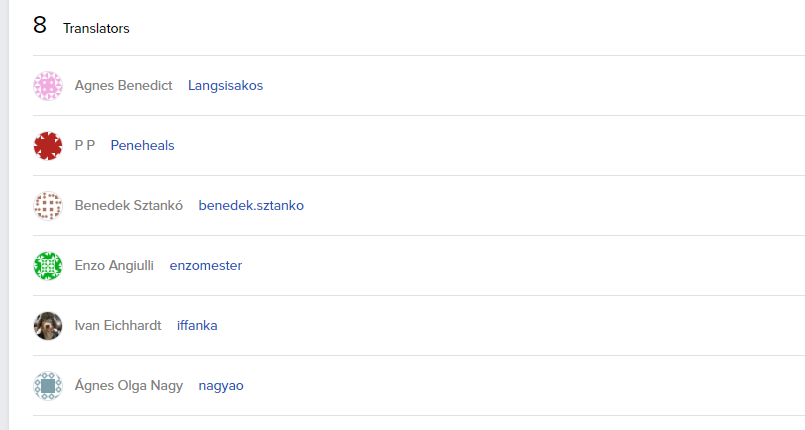 8 Translators
Agnes Benedict Langsisakos
P P Peneheals
Benedek Sztankó benedek.sztanko
Enzo Angiulli enzomester
Ivan Eichhardt iffanka
Ágnes Olga Nagy nagyao